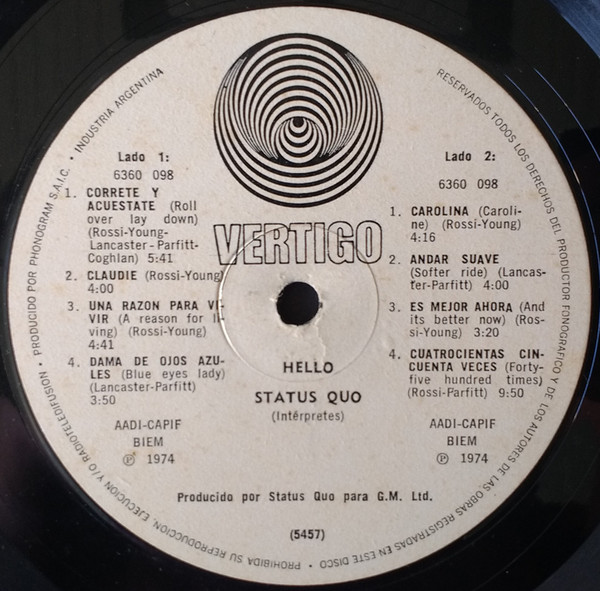 INDUSTRIA ARGENTINA
PRODUCIDO POR PHONOGRAM S.A.I.C. •
RESERVADOS TODOS LOS DERECHOS DEL PRODUCTOR FONOGRAFICO Y DE LOS AUTORES DE LAS OBRAS REGISTRADAS EN ESTE DISCO • PROHIBIDA SU REPRODUCCION, EJECUCION Y/O RADIOTELEDIFUSION •
VERTIGO
Lado 1:
6360 098
1. CORRETE Y
ACUESTATE (Roll
over lay down)
(Rossi-Young-
Lancaster-Parfitt-
Coghlan) 5:41
2. CLAUDIE (Rossi-Young)
4:00
3. UNA RAZON PARA VI-
VIR (A reason for li-
ving) (Rossi-Young)
4:41
4. DAMA DE OJOS AZU-
LES (Blue eyes lady)
(Lancaster-Parfitt)
3:50
AADI-CAPIF
BIEM
Ⓟ 1974
Lado 2:
6360 098
1. CAROLINA (Caroli-
ne) (Rossi-Young)
4:16
2. ANDAR SUAVE
(Softer ride) (Lancas-
ter-Parfitt) 4:00
3. ES MEJOR AHORA (And
its better now) (Ros-
si-Young) 3:20
4. CUATROCIENTAS CIN-
CUENTA VECES (Forty-
five hundred times)
(Rossi-Parfitt) 9:50
AADI-CAPIF
BIEM
Ⓟ 1974
HELLO
STATUS QUO
(Intérpretes)
Producido por Status Quo para G.M. Ltd.
(5457)